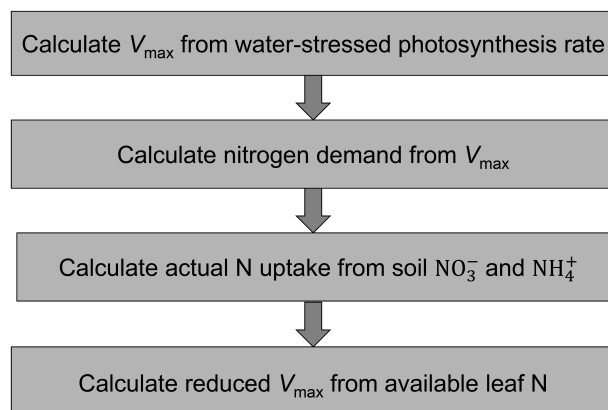 Calculate Vmax from water-stressed photosynthesis rate
Calculate nitrogen demand from Vmax
Calculate actual N uptake from soil NO₃⁻ and NH₄⁺
Calculate reduced Vmax from available leaf N